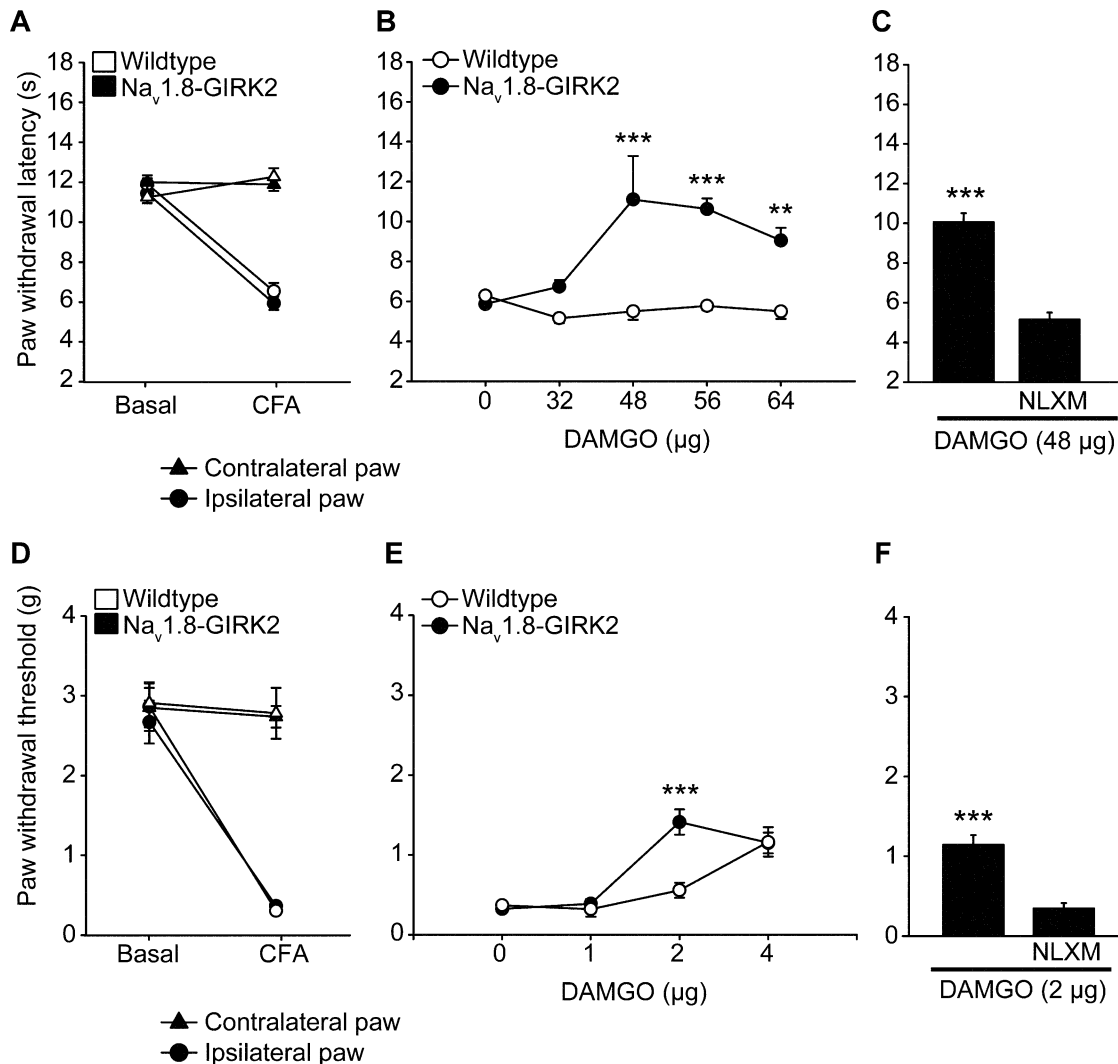 A
Wildtype
Nav1.8-GIRK2
Paw withdrawal latency (s)
18
16
14
12
10
8
6
4
2
Basal CFA
B
Wildtype
Nav1.8-GIRK2
18
16
14
12
10
8
6
4
2
*** *** **
0 32 48 56 64
DAMGO (µg)
C
18
16
14
12
10
8
6
4
2
***
NLXM
DAMGO (48 µg)
Contralateral paw
Ipsilateral paw
D
Wildtype
Nav1.8-GIRK2
Paw withdrawal threshold (g)
4
3
2
1
0
Basal CFA
E
Wildtype
Nav1.8-GIRK2
4
3
2
1
0
***
0 1 2 4
DAMGO (µg)
F
4
3
2
1
0
***
NLXM
DAMGO (2 µg)
Contralateral paw
Ipsilateral paw